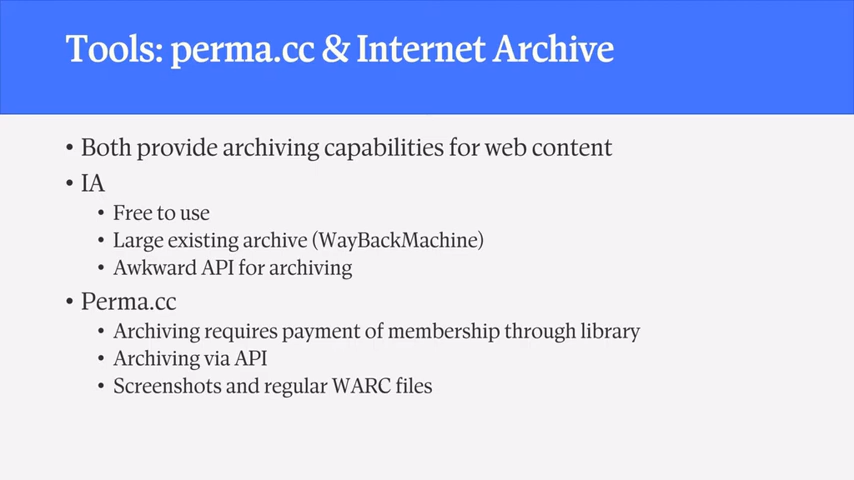 Tools: perma.cc & Internet Archive
• Both provide archiving capabilities for web content
• IA
• Free to use
• Large existing archive (WayBackMachine)
• Awkward API for archiving
• Perma.cc
• Archiving requires payment of membership through library
• Archiving via API
• Screenshots and regular WARC files